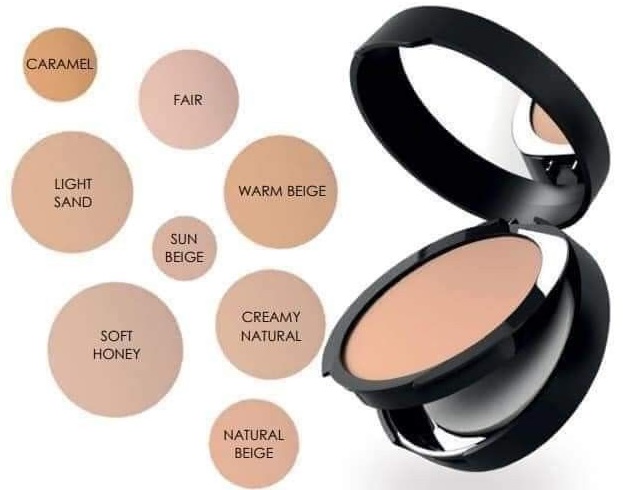 CARAMEL
FAIR
LIGHT
SAND
WARM BEIGE
SUN
BEIGE
CREAMY
NATURAL
SOFT
HONEY
NATURAL
BEIGE